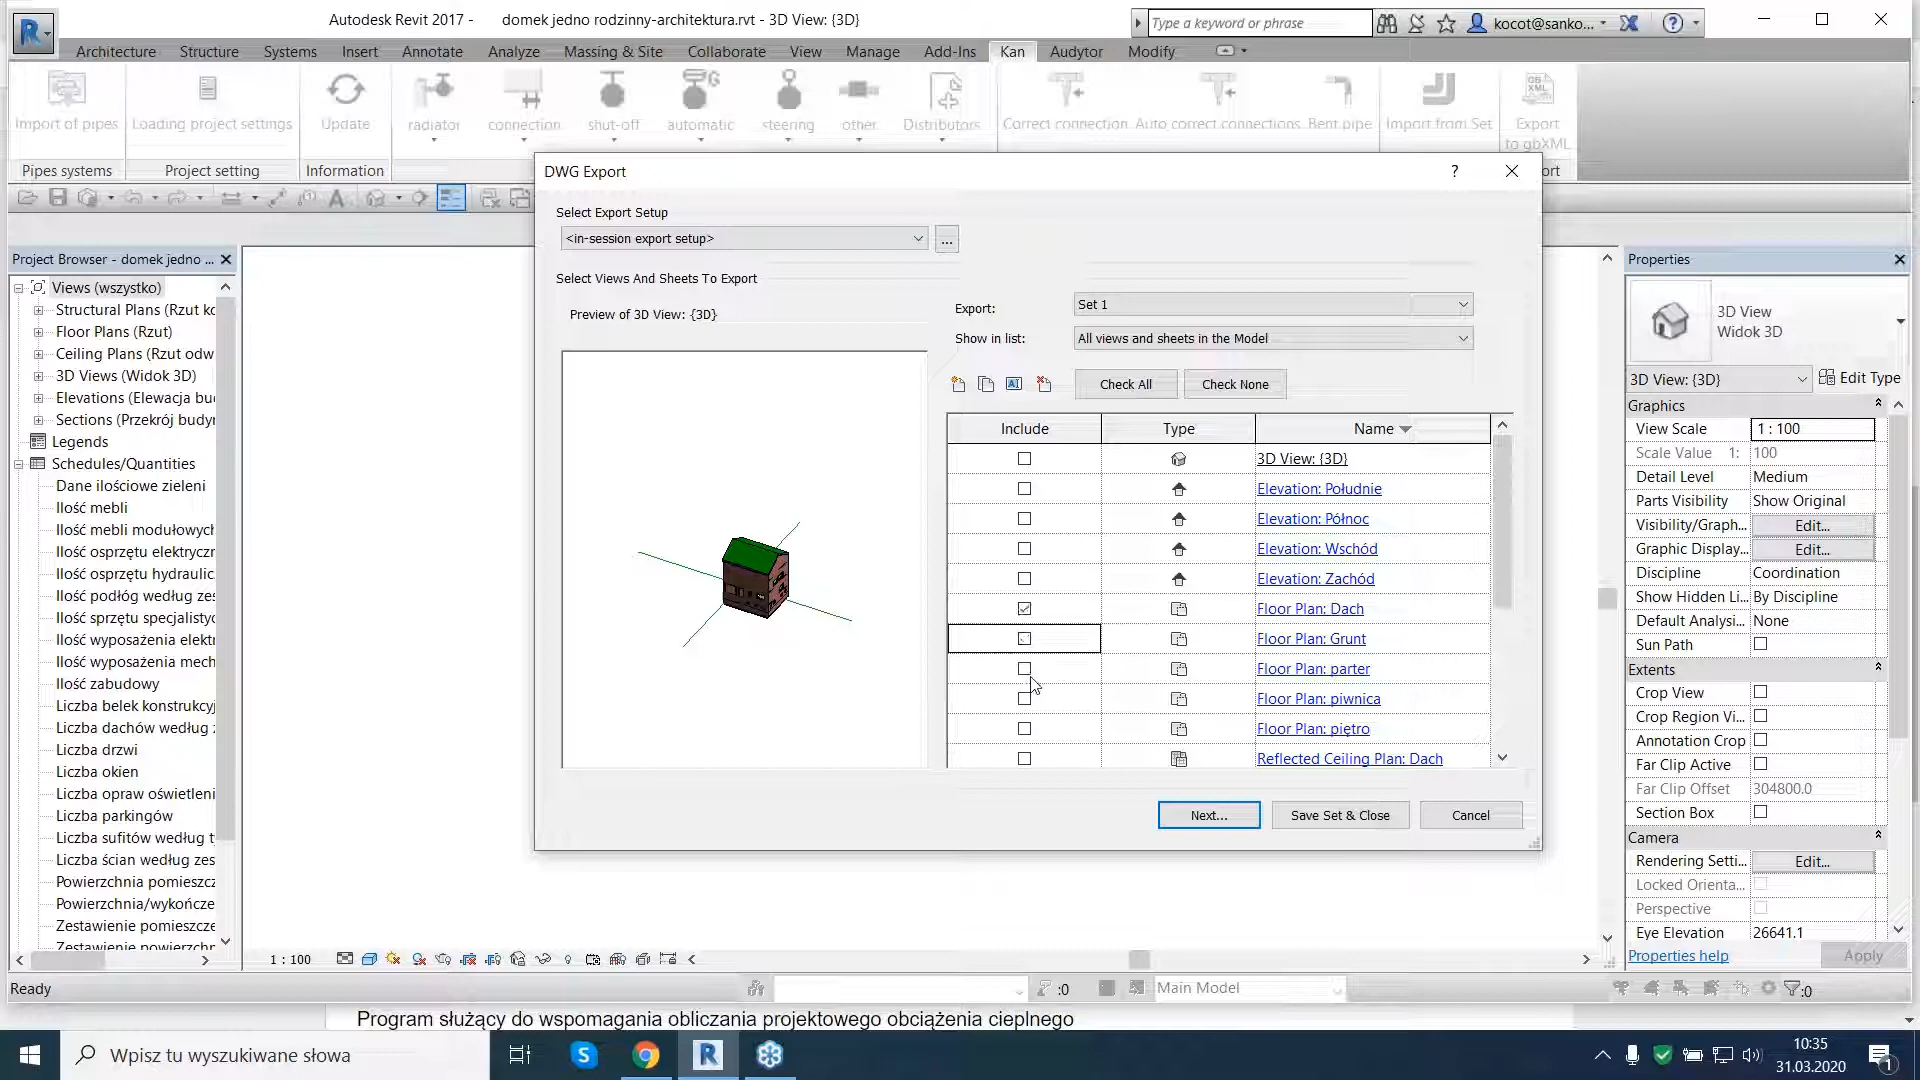 Autodesk Revit 2017 - domek jedno rodzinny-architektura.rvt - 3D View: {3D}
Type a keyword or phrase
kocot@sanko...
Architecture Structure Systems Insert Annotate Analyze Massing & Site Collaborate View Manage Add-Ins Kan Audytor Modify
Import of pipes Loading project settings Update radiator connection shut-off automatic steering other Distributors Correct connection Auto correct connections Bent pipe Import from Set Export
to gbXML
Pipes systems Project setting Information
ort
DWG Export
Select Export Setup
<in-session export setup>
...
Select Views And Sheets To Export
Preview of 3D View: {3D}
Export: Set 1
Show in list: All views and sheets in the Model
Check All Check None
Include Type Name
3D View: {3D}
Elevation: Południe
Elevation: Północ
Elevation: Wschód
Elevation: Zachód
Floor Plan: Dach
Floor Plan: Grunt
Floor Plan: parter
Floor Plan: piwnica
Floor Plan: piętro
Reflected Ceiling Plan: Dach
Next... Save Set & Close Cancel
Project Browser - domek jedno ...
Views (wszystko)
Structural Plans (Rzut ko
Floor Plans (Rzut)
Ceiling Plans (Rzut odw
3D Views (Widok 3D)
Elevations (Elewacja bu
Sections (Przekrój budyn
Legends
Schedules/Quantities
Dane ilościowe zieleni
Ilość mebli
Ilość mebli modułowych
Ilość osprzętu elektryczn
Ilość osprzętu hydraulic
Ilość podłóg według zes
Ilość sprzętu specjalisty
Ilość wyposażenia elekt
Ilość wyposażenia mech
Ilość zabudowy
Liczba belek konstrukcyj
Liczba dachów według z
Liczba drzwi
Liczba okien
Liczba opraw oświetleni
Liczba parkingów
Liczba sufitów według t
Liczba ścian według zes
Powierzchnia pomieszcz
Powierzchnia/wykończe
Zestawienie pomieszcze
Zestawienie powierzchn
Properties
3D View
Widok 3D
3D View: {3D} Edit Type
Graphics
View Scale 1 : 100
Scale Value 1: 100
Detail Level Medium
Parts Visibility Show Original
Visibility/Graph... Edit...
Graphic Display... Edit...
Discipline Coordination
Show Hidden Li... By Discipline
Default Analysi... None
Sun Path
Extents
Crop View
Crop Region Vi...
Annotation Crop
Far Clip Active
Far Clip Offset 304800.0
Section Box
Camera
Rendering Setti... Edit...
Locked Orienta...
Perspective
Eye Elevation 26641.1
Properties help Apply
1 : 100
Ready
:0
Main Model
:0
Program służący do wspomagania obliczania projektowego obciążenia cieplnego
Wpisz tu wyszukiwane słowa
10:35
31.03.2020
1